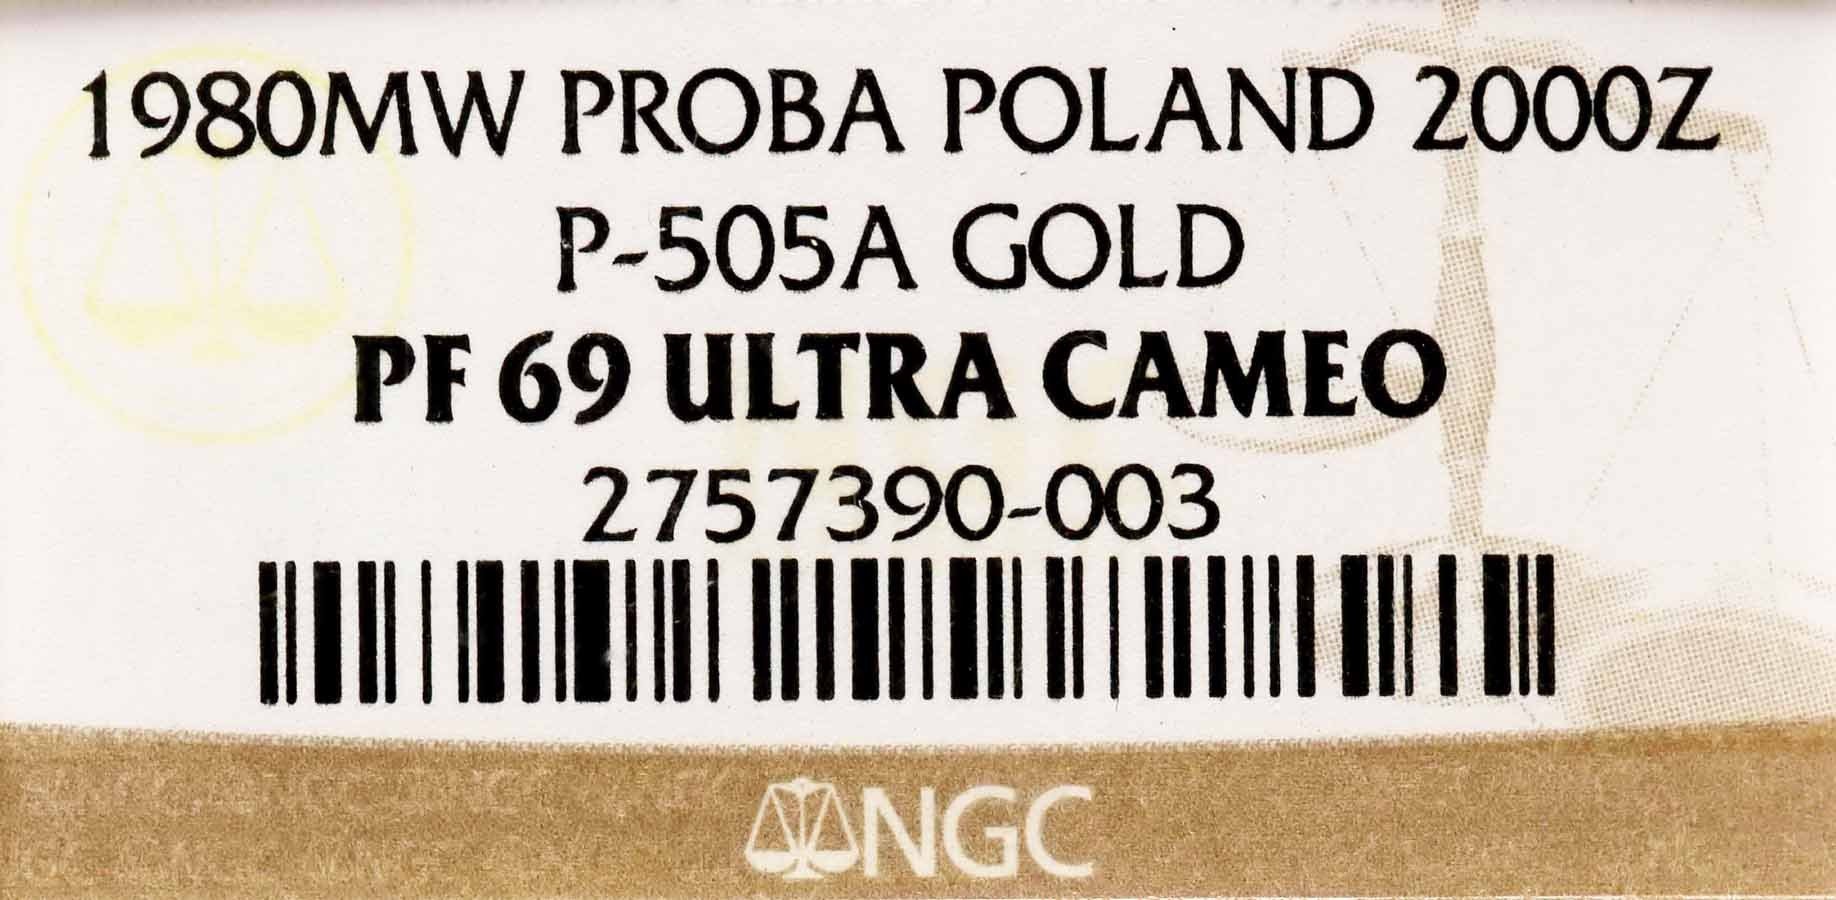 1980MW PROBA POLAND 2000Z
P-505A GOLD
PF 69 ULTRA CAMEO
2757390-003
NGC